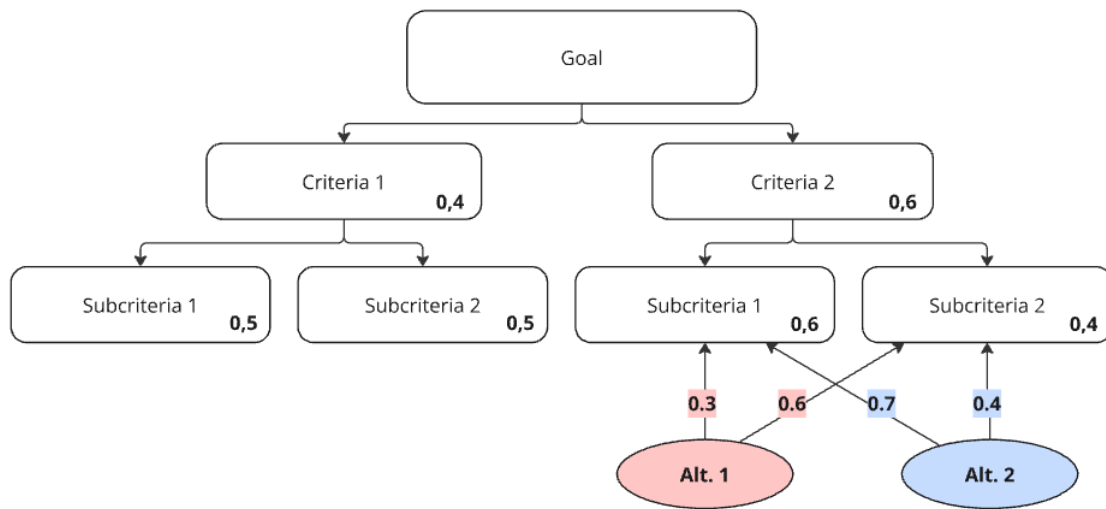 Goal
Criteria 1
0,4
Criteria 2
0,6
Subcriteria 1
0,5
Subcriteria 2
0,5
Subcriteria 1
0,6
Subcriteria 2
0,4
0.3
0.6
0.7
0.4
Alt. 1
Alt. 2